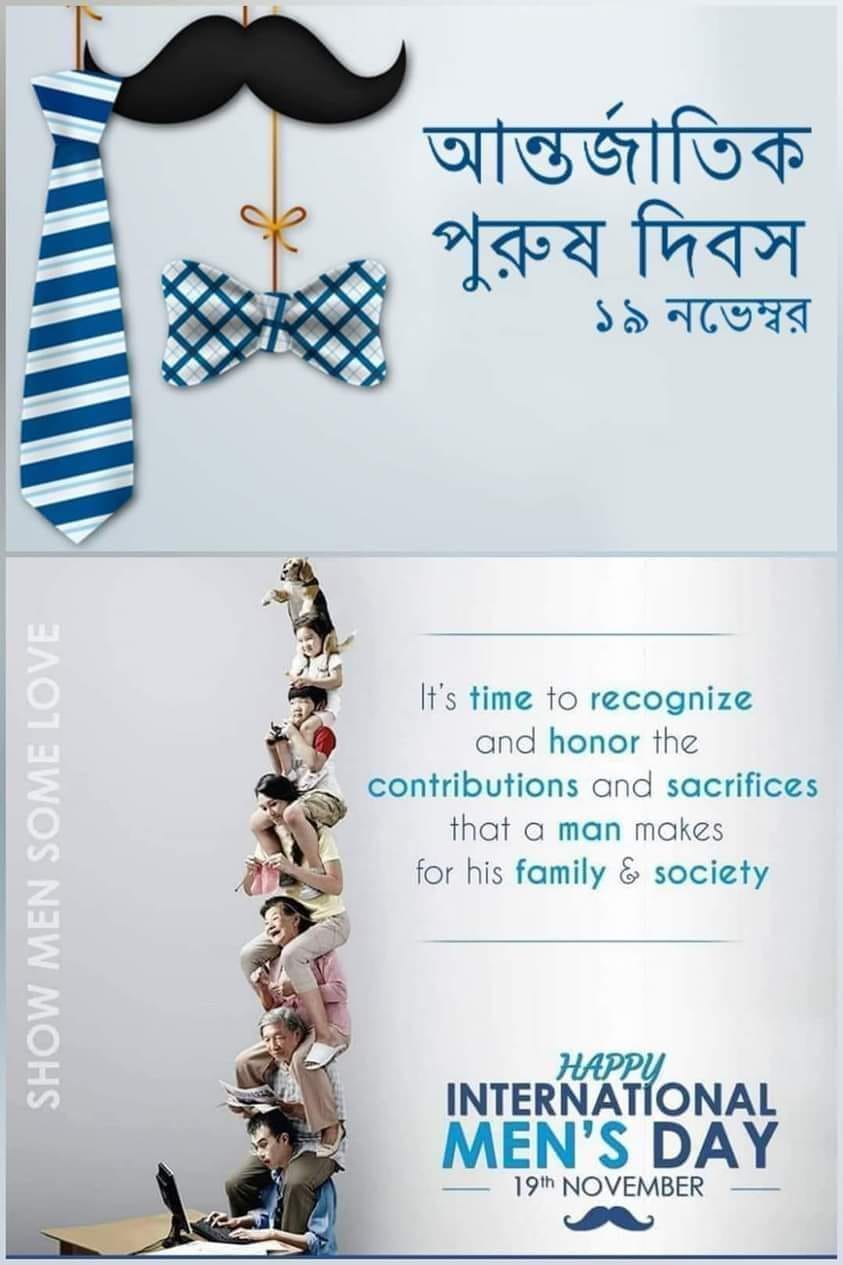 আন্তর্জাতিক
পুরুষ দিবস
১৯ নভেম্বর
SHOW MEN SOME LOVE
It's time to recognize
and honor the
contributions and sacrifices
that a man makes
for his family & society
HAPPY
INTERNATIONAL
MEN'S DAY
19th NOVEMBER